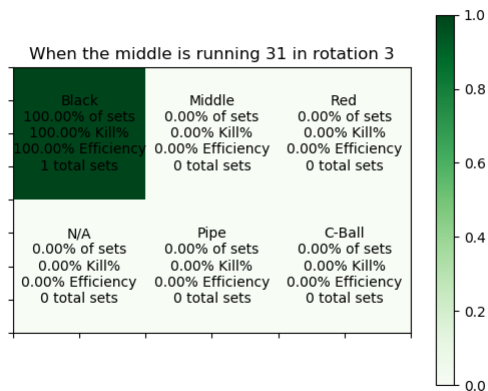 When the middle is running 31 in rotation 3
Black
100.00% of sets
100.00% Kill%
100.00% Efficiency
1 total sets
Middle
0.00% of sets
0.00% Kill%
0.00% Efficiency
0 total sets
Red
0.00% of sets
0.00% Kill%
0.00% Efficiency
0 total sets
N/A
0.00% of sets
0.00% Kill%
0.00% Efficiency
0 total sets
Pipe
0.00% of sets
0.00% Kill%
0.00% Efficiency
0 total sets
C-Ball
0.00% of sets
0.00% Kill%
0.00% Efficiency
0 total sets
1.0
0.8
0.6
0.4
0.2
0.0